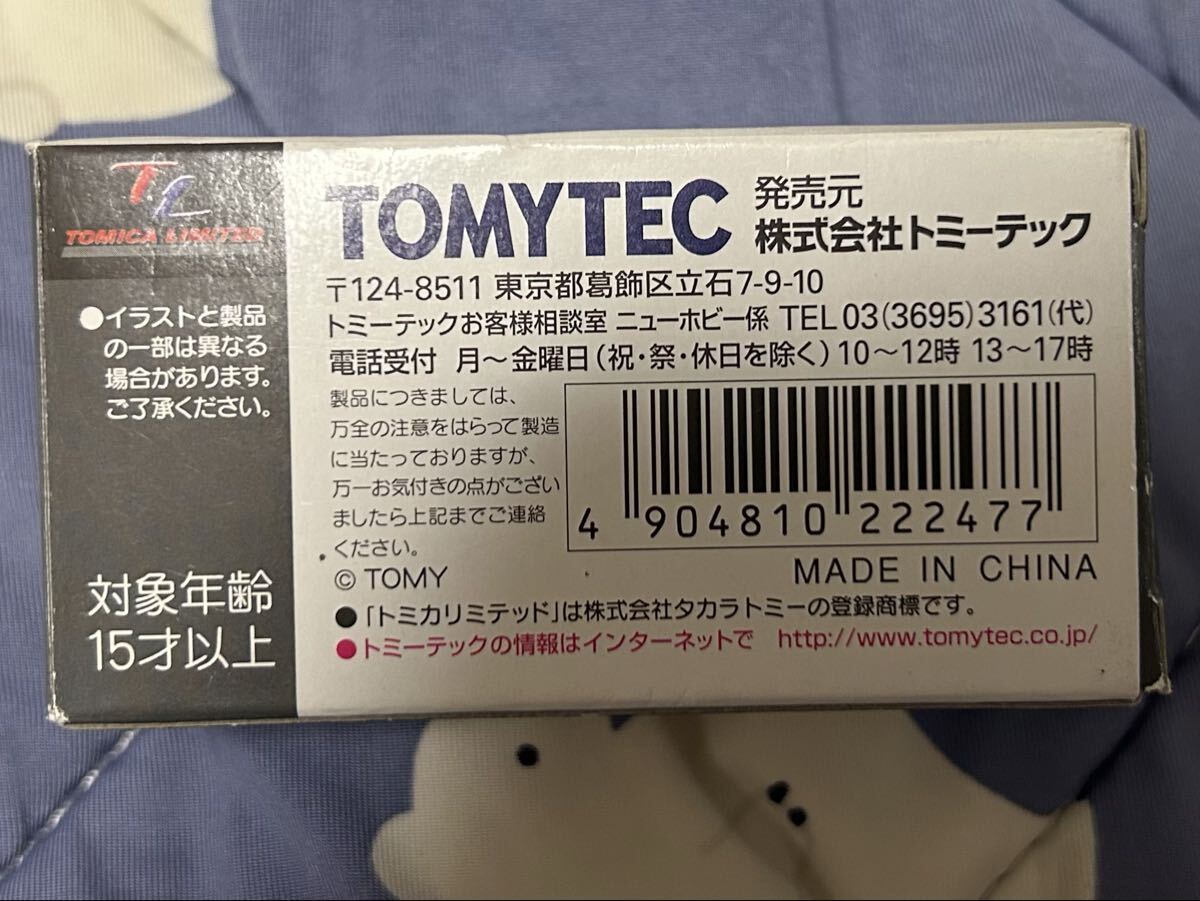 TL
TOMICA LIMITED
●イラストと製品
の一部は異なる
場合があります。
ご了承ください。
対象年齢
15才以上
TOMYTEC
発売元
株式会社トミーテック
〒124-8511 東京都葛飾区立石7-9-10
トミーテックお客様相談室 ニューホビー係 TEL 03(3695)3161(代)
電話受付 月〜金曜日(祝・祭・休日を除く)10〜12時 13〜17時
製品につきましては、
万全の注意をはらって製造
に当たっておりますが、
万一お気付きの点がござい
ましたら上記までご連絡
ください。
4 904810 222477
© TOMY
MADE IN CHINA
●「トミカリミテッド」は株式会社タカラトミーの登録商標です。
●トミーテックの情報はインターネットで http://www.tomytec.co.jp/